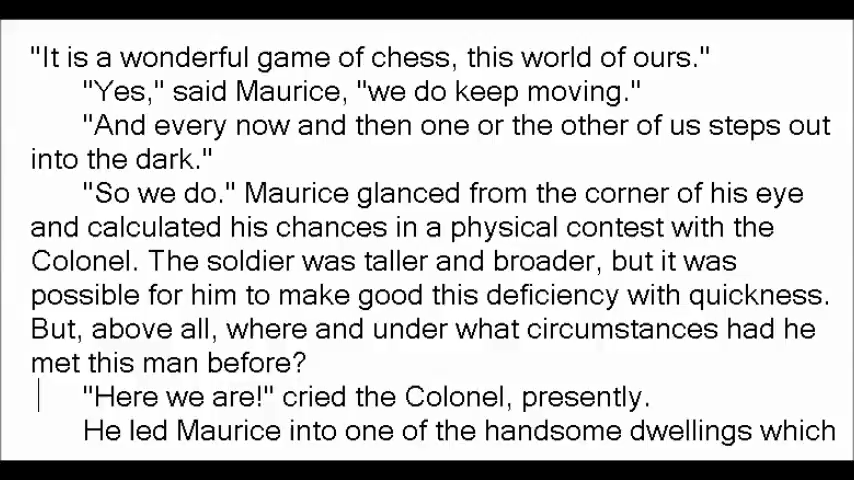 "It is a wonderful game of chess, this world of ours."
"Yes," said Maurice, "we do keep moving."
"And every now and then one or the other of us steps out
into the dark."
"So we do." Maurice glanced from the corner of his eye
and calculated his chances in a physical contest with the
Colonel. The soldier was taller and broader, but it was
possible for him to make good this deficiency with quickness.
But, above all, where and under what circumstances had he
met this man before?
"Here we are!" cried the Colonel, presently.
He led Maurice into one of the handsome dwellings which